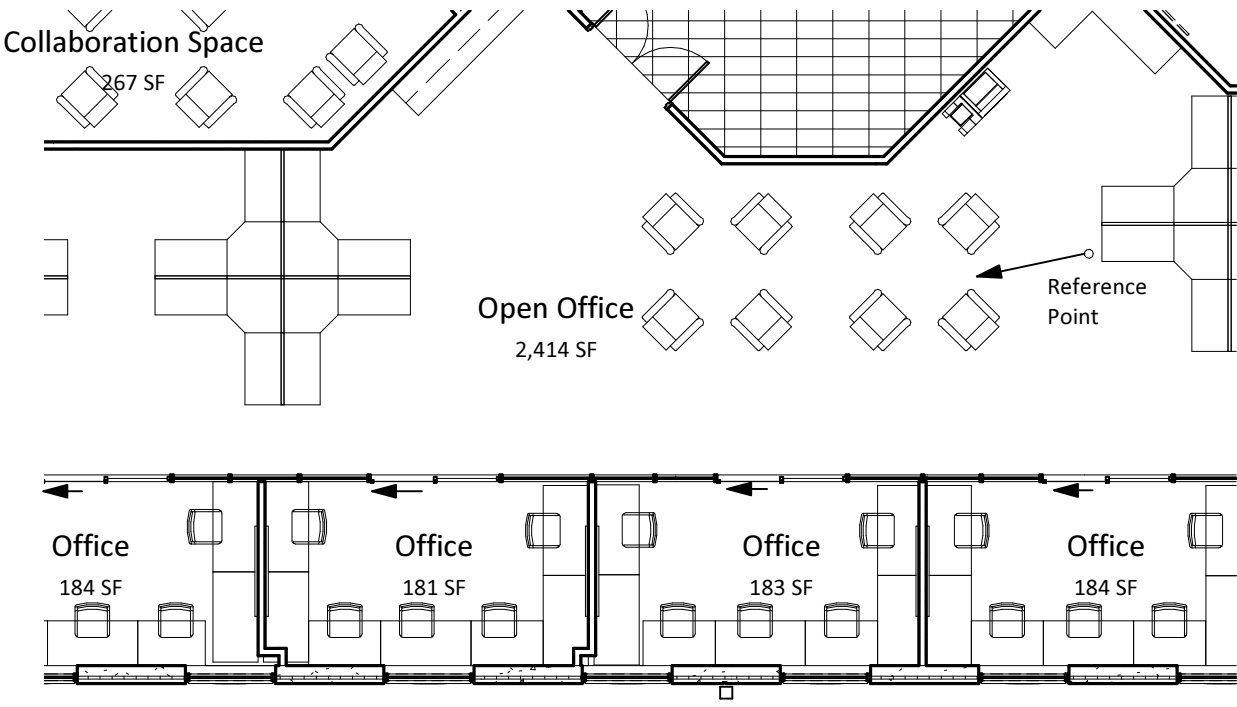 Collaboration Space
267 SF
Open Office
2,414 SF
Reference
Point
Office
184 SF
Office
181 SF
Office
183 SF
Office
184 SF